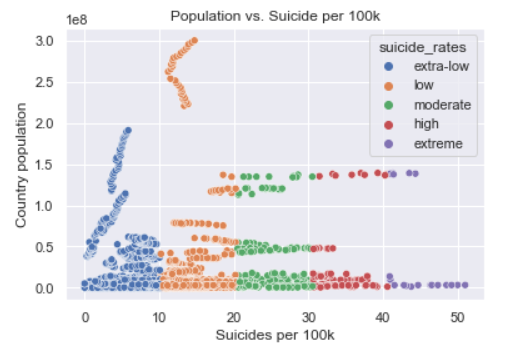 Population vs. Suicide per 100k
1e8
suicide_rates
extra-low
low
moderate
high
extreme
3.0
2.5
2.0
1.5
1.0
0.5
0.0
Country population
0 10 20 30 40 50
Suicides per 100k